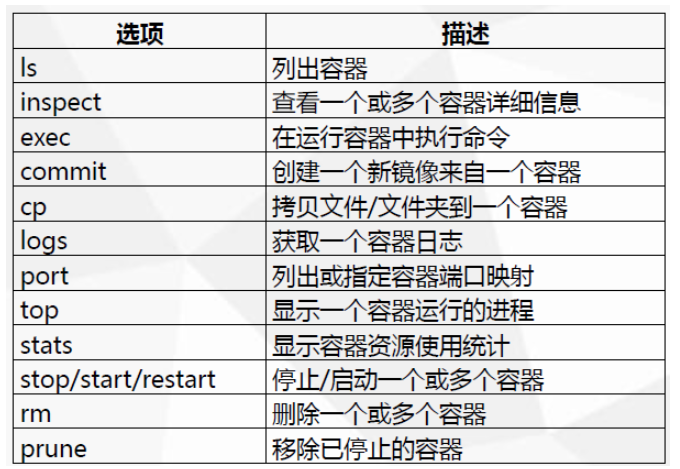 选项 描述
ls 列出容器
inspect 查看一个或多个容器详细信息
exec 在运行容器中执行命令
commit 创建一个新镜像来自一个容器
cp 拷贝文件/文件夹到一个容器
logs 获取一个容器日志
port 列出或指定容器端口映射
top 显示一个容器运行的进程
stats 显示容器资源使用统计
stop/start/restart 停止/启动一个或多个容器
rm 删除一个或多个容器
prune 移除已停止的容器